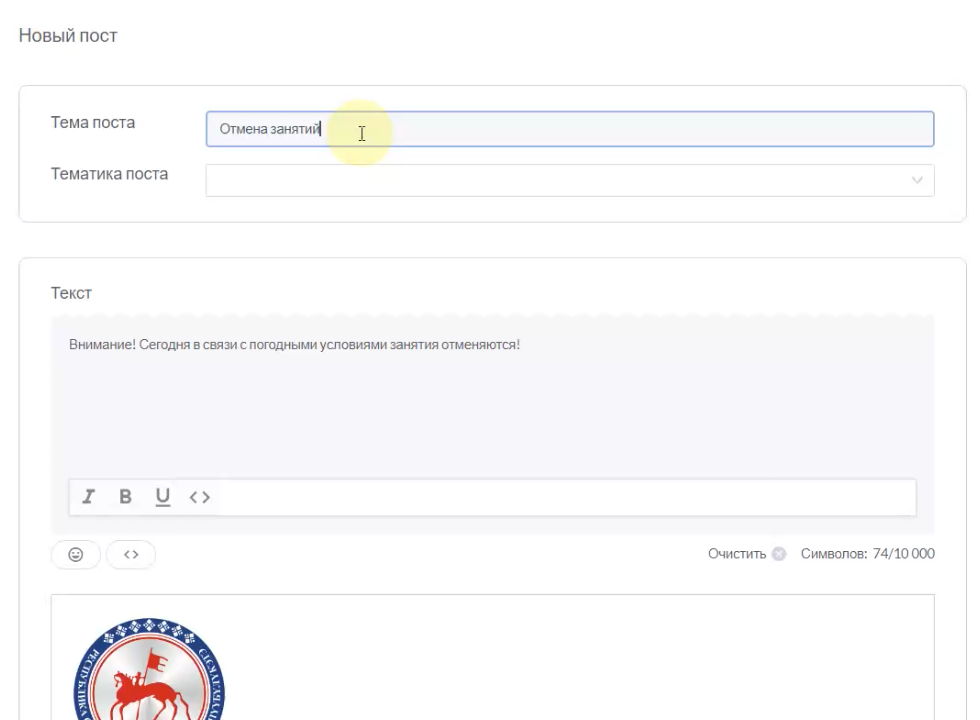 Новый пост
Тема поста
Отмена занятий
Тематика поста
Текст
Внимание! Сегодня в связи с погодными условиями занятия отменяются!
I B U <>
<>
Очистить
Символов: 74/10 000